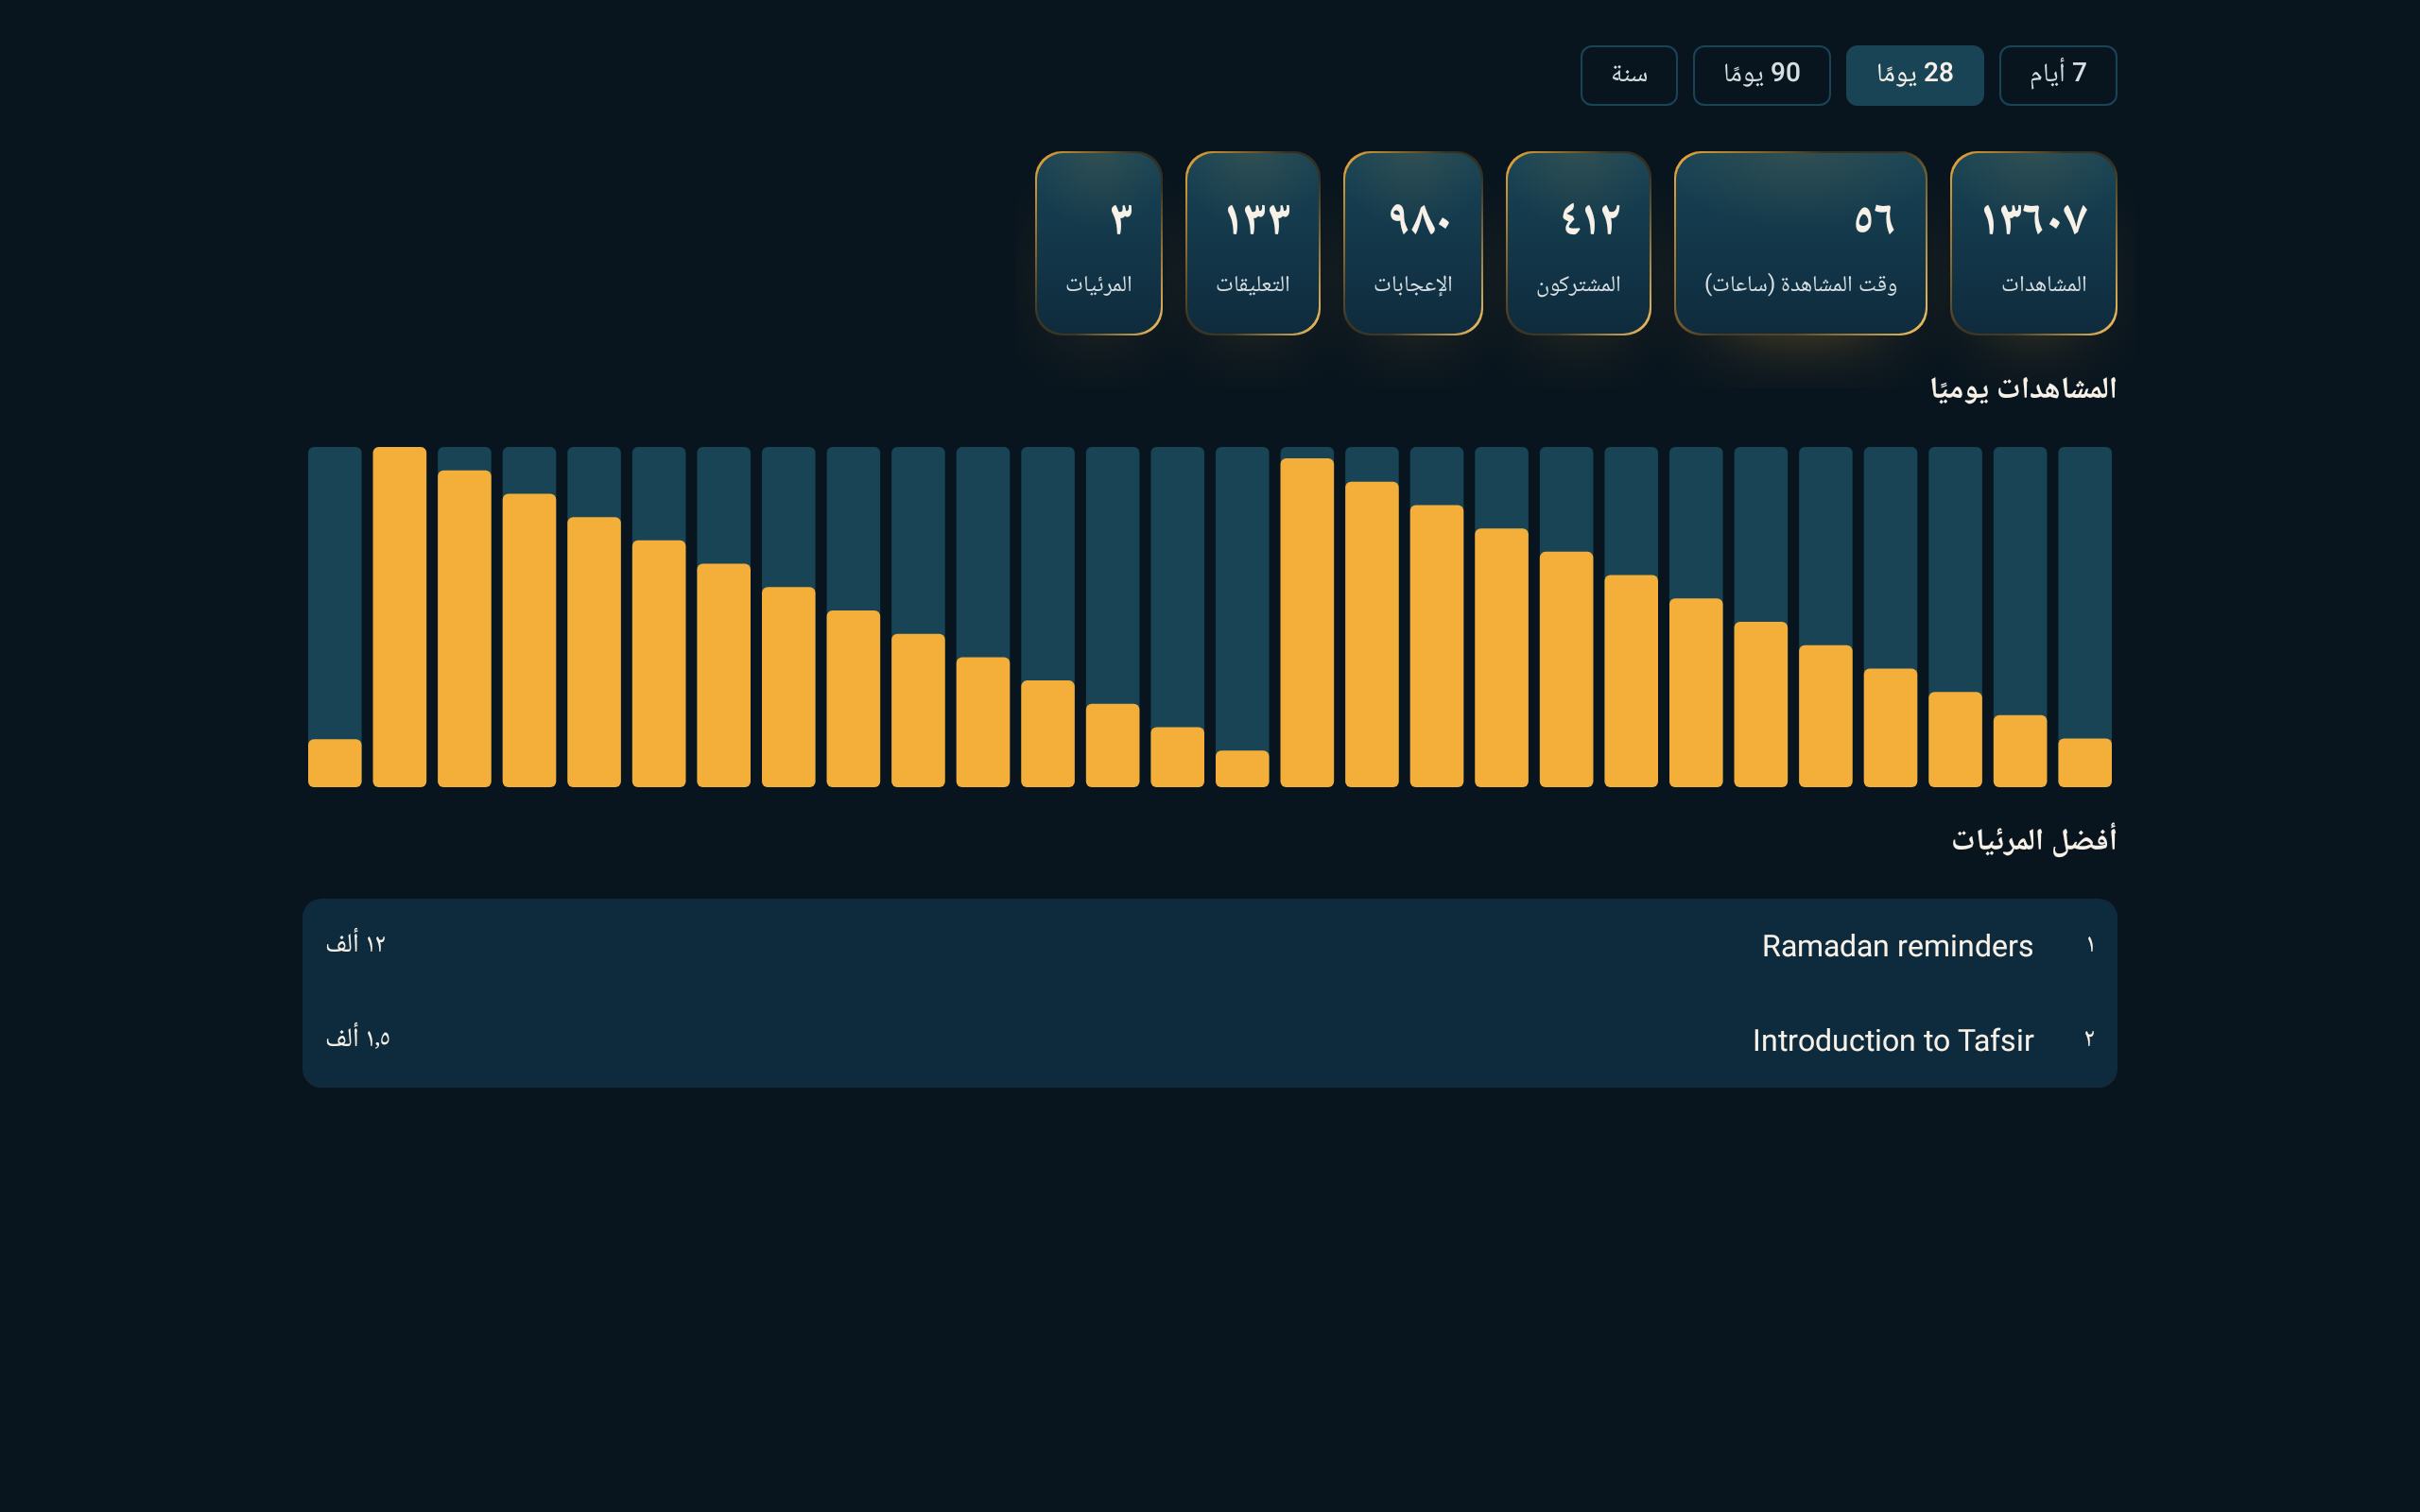 7 أيام
28 يومًا
90 يومًا
سنة
١٣٦٠٧
المشاهدات
٥٦
وقت المشاهدة (ساعات)
٤١٢
المشتركون
٩٨٠
الإعجابات
١٣٣
التعليقات
٣
المرئيات
المشاهدات يوميًا
أفضل المرئيات
١ Ramadan reminders ١٢ ألف
٢ Introduction to Tafsir ١٫٥ ألف